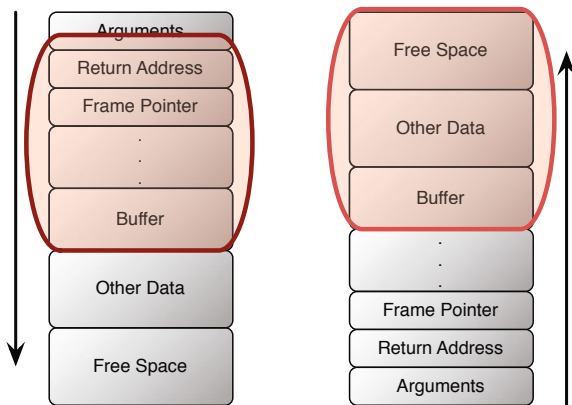 Arguments
Return Address
Frame Pointer
.
.
.
Buffer
Other Data
Free Space
Free Space
Other Data
Buffer
.
.
.
Frame Pointer
Return Address
Arguments